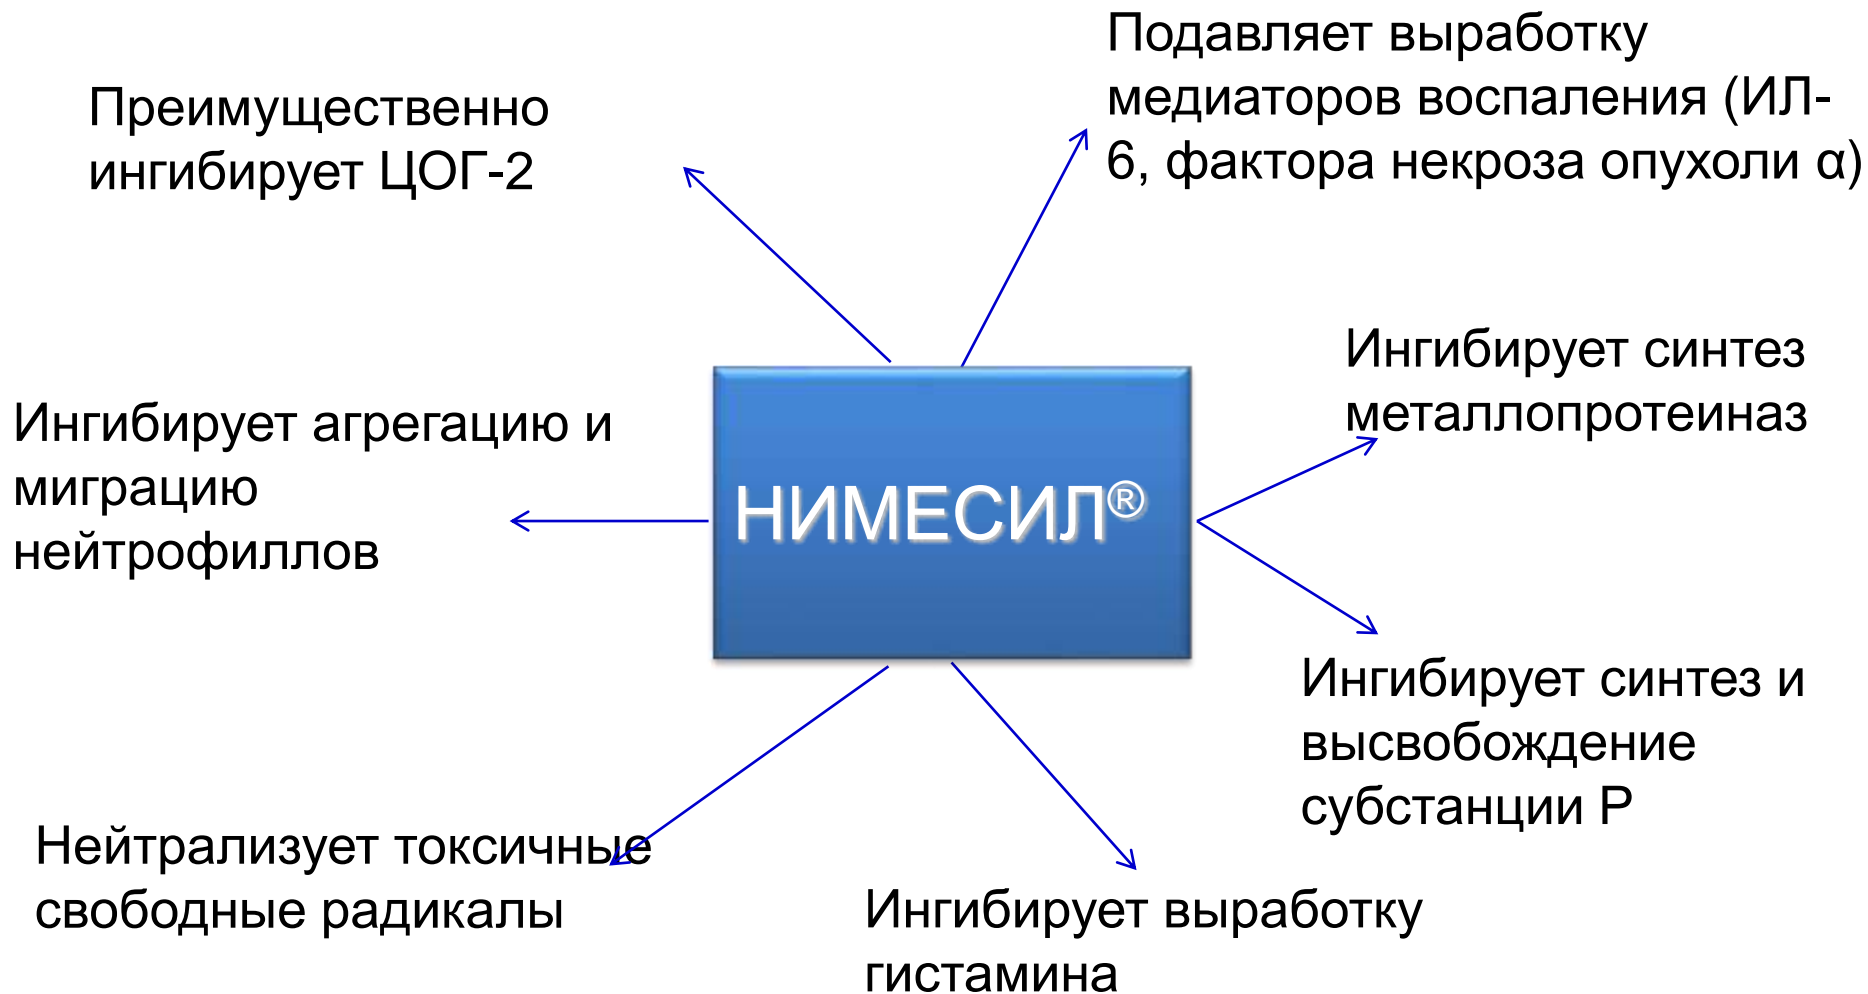 Преимущественно
ингибирует ЦОГ-2
Подавляет выработку
медиаторов воспаления (ИЛ-
6, фактора некроза опухоли α)
Ингибирует агрегацию и
миграцию
нейтрофиллов
НИМЕСИЛ®
Ингибирует синтез
металлопротеиназ
Ингибирует синтез и
высвобождение
субстанции Р
Нейтрализует токсичные
свободные радикалы
Ингибирует выработку
гистамина